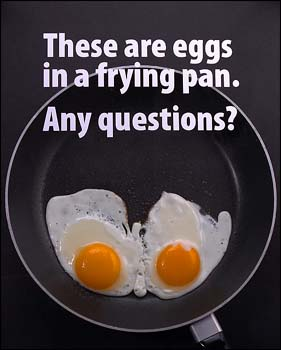 These are eggs
in a frying pan.
Any questions?